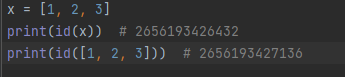 x = [1, 2, 3]
print(id(x))  # 2656193426432
print(id([1, 2, 3]))  # 2656193427136